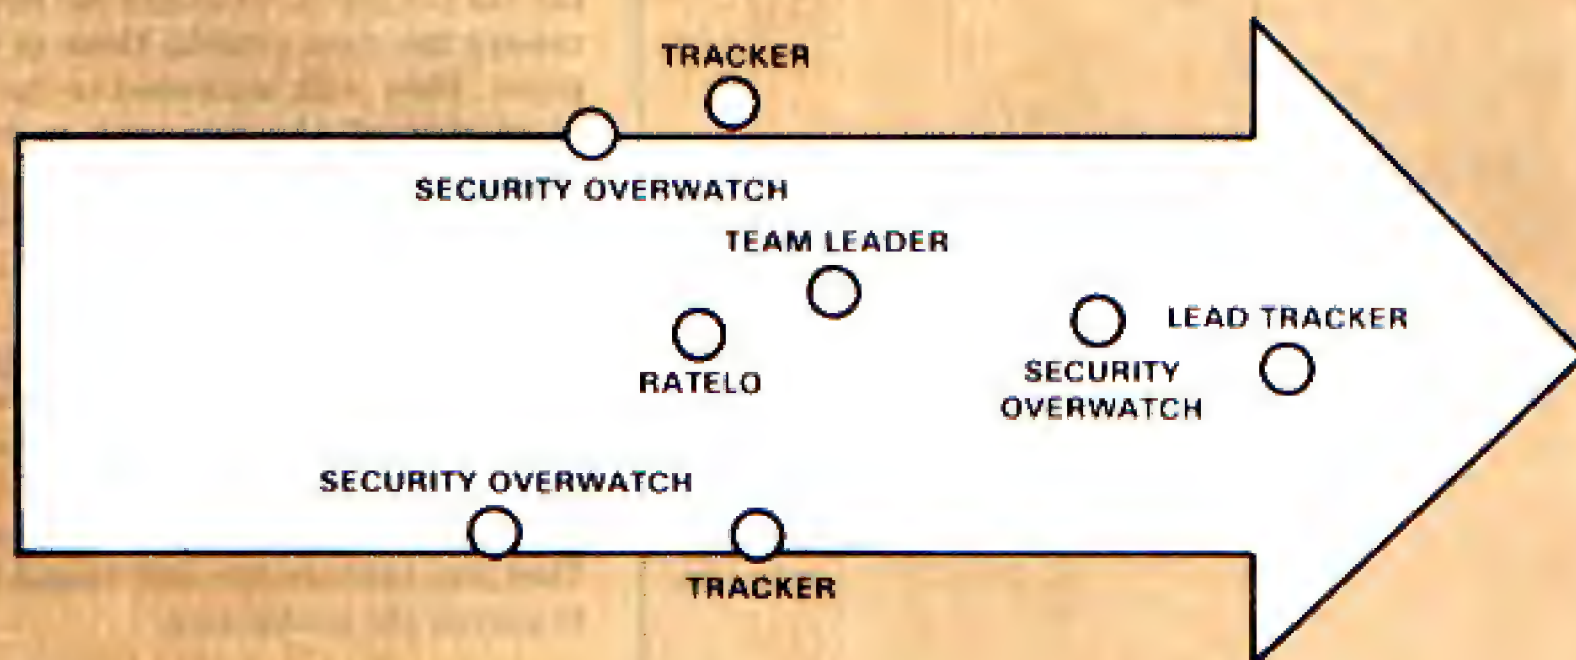 TRACKER
SECURITY OVERWATCH
TEAM LEADER
LEAD TRACKER
RATELO
SECURITY
OVERWATCH
SECURITY OVERWATCH
TRACKER